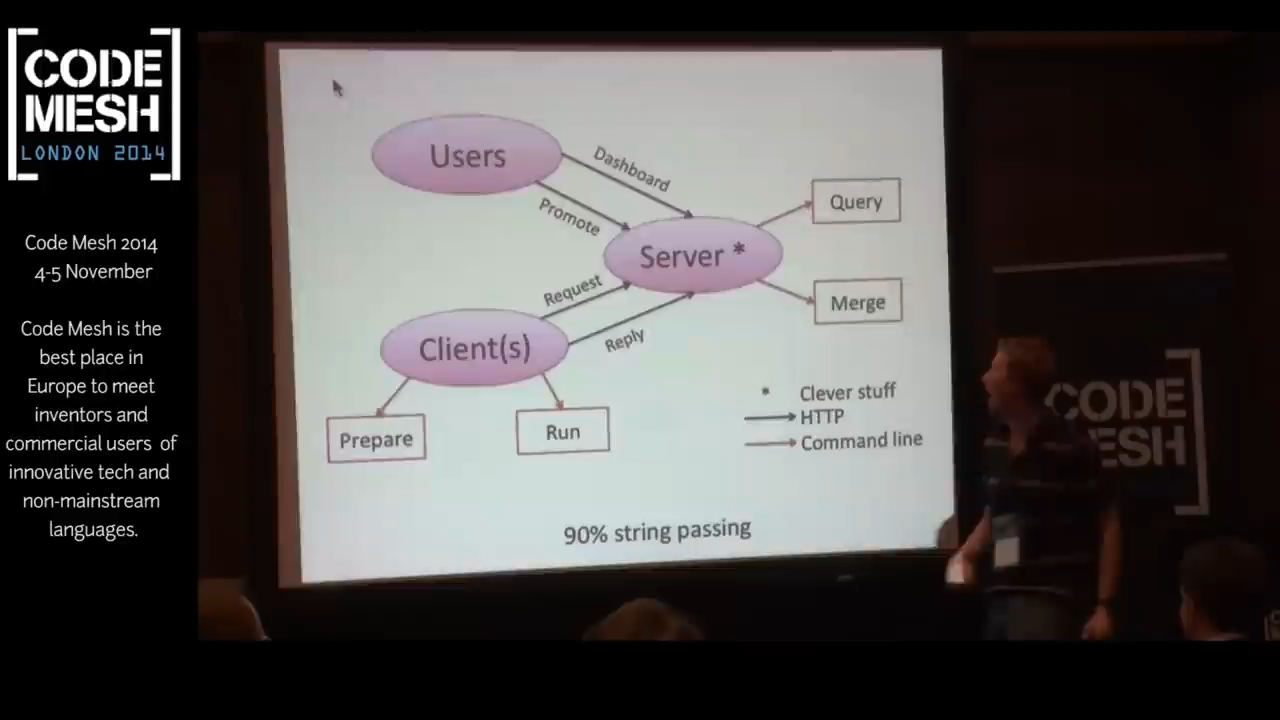 CODE
MESH
LONDON 2014
Code Mesh 2014
4-5 November
Code Mesh is the
best place in
Europe to meet
inventors and
commercial users of
innovative tech and
non-mainstream
languages.
Users
Dashboard
Promote
Server *
Query
Merge
Request
Reply
Client(s)
Prepare
Run
* Clever stuff
HTTP
Command line
90% string passing
CODE
MESH